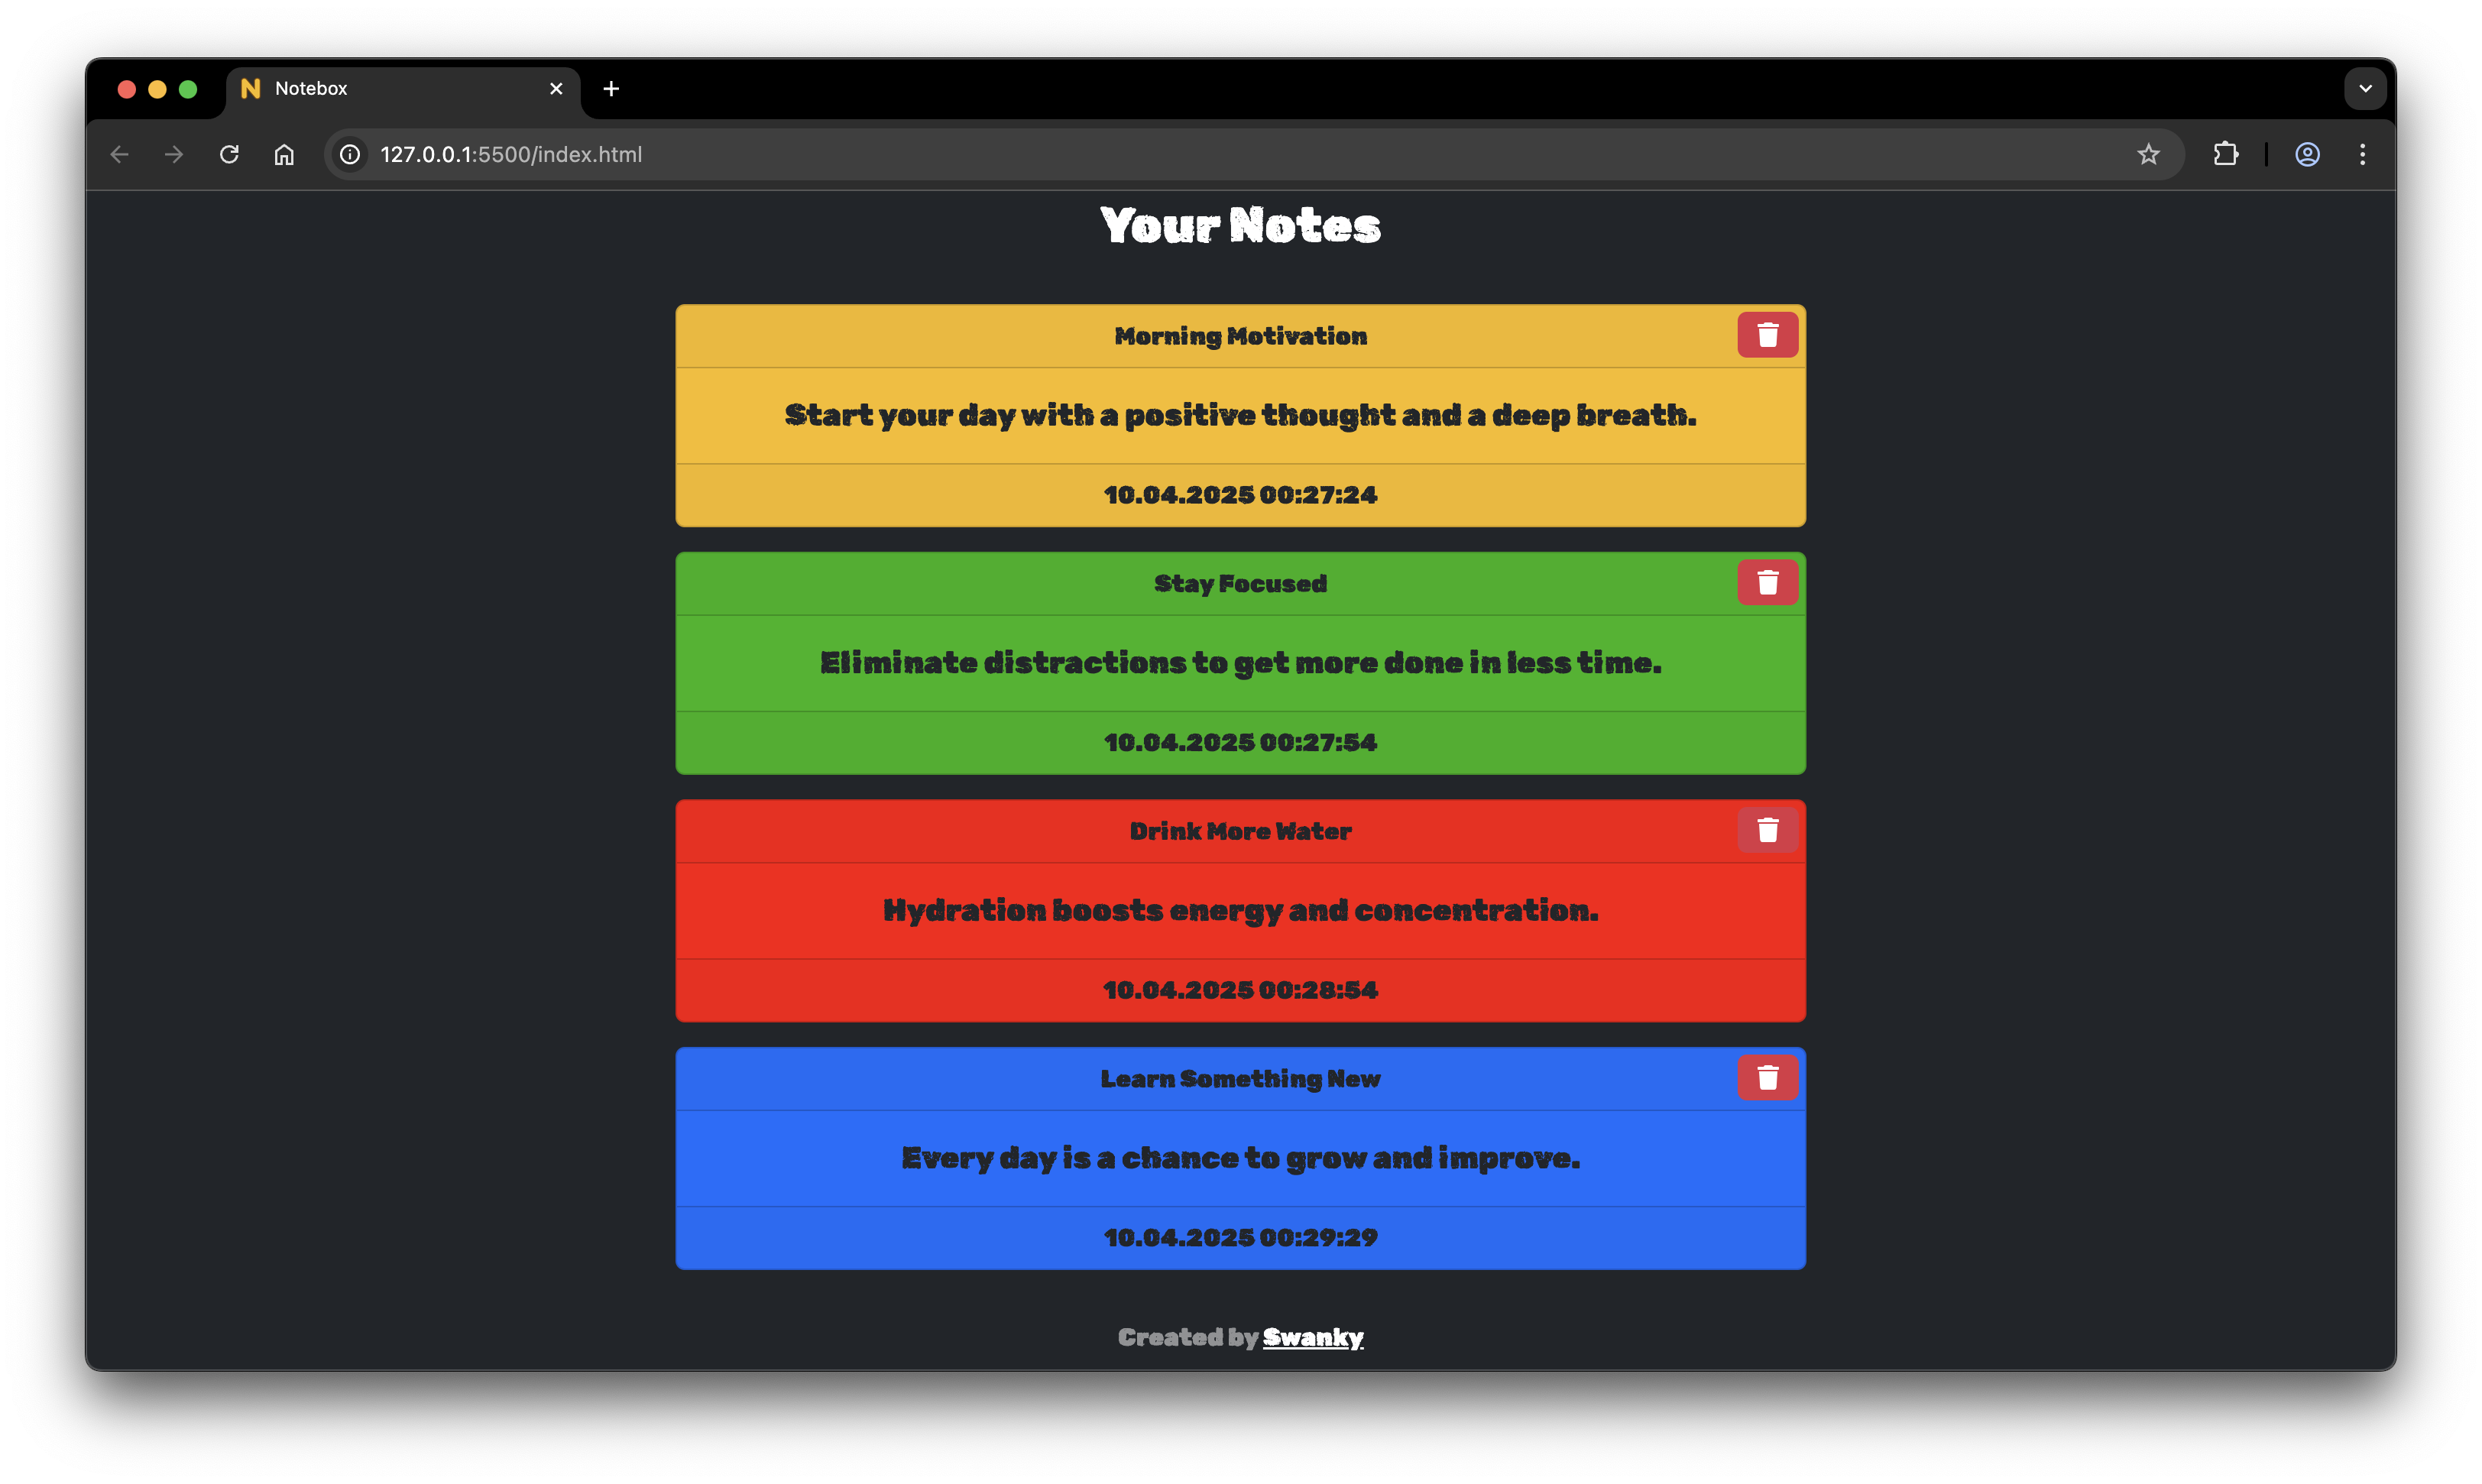 Notebox
127.0.0.1:5500/index.html
Your Notes
Morning Motivation
Start your day with a positive thought and a deep breath.
10.04.2025 00:27:24
Stay Focused
Eliminate distractions to get more done in less time.
10.04.2025 00:27:54
Drink More Water
Hydration boosts energy and concentration.
10.04.2025 00:28:54
Learn Something New
Every day is a chance to grow and improve.
10.04.2025 00:29:29
Created by Swanky